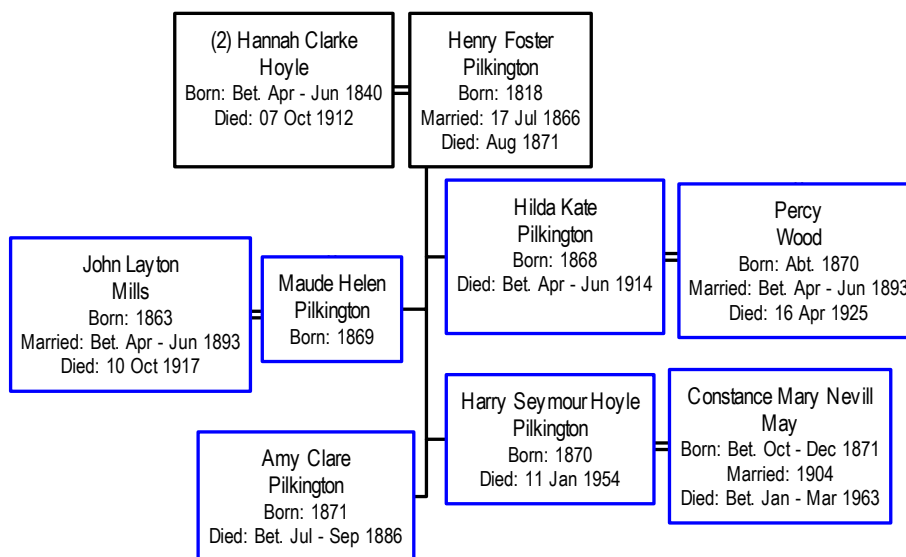 (2) Hannah Clarke
Hoyle
Born: Bet. Apr - Jun 1840
Died: 07 Oct 1912
Henry Foster
Pilkington
Born: 1818
Married: 17 Jul 1866
Died: Aug 1871
Hilda Kate
Pilkington
Born: 1868
Died: Bet. Apr - Jun 1914
Percy
Wood
Born: Abt. 1870
Married: Bet. Apr - Jun 1893
Died: 16 Apr 1925
John Layton
Mills
Born: 1863
Married: Bet. Apr - Jun 1893
Died: 10 Oct 1917
Maude Helen
Pilkington
Born: 1869
Harry Seymour Hoyle
Pilkington
Born: 1870
Died: 11 Jan 1954
Constance Mary Nevill
May
Born: Bet. Oct - Dec 1871
Married: 1904
Died: Bet. Jan - Mar 1963
Amy Clare
Pilkington
Born: 1871
Died: Bet. Jul - Sep 1886